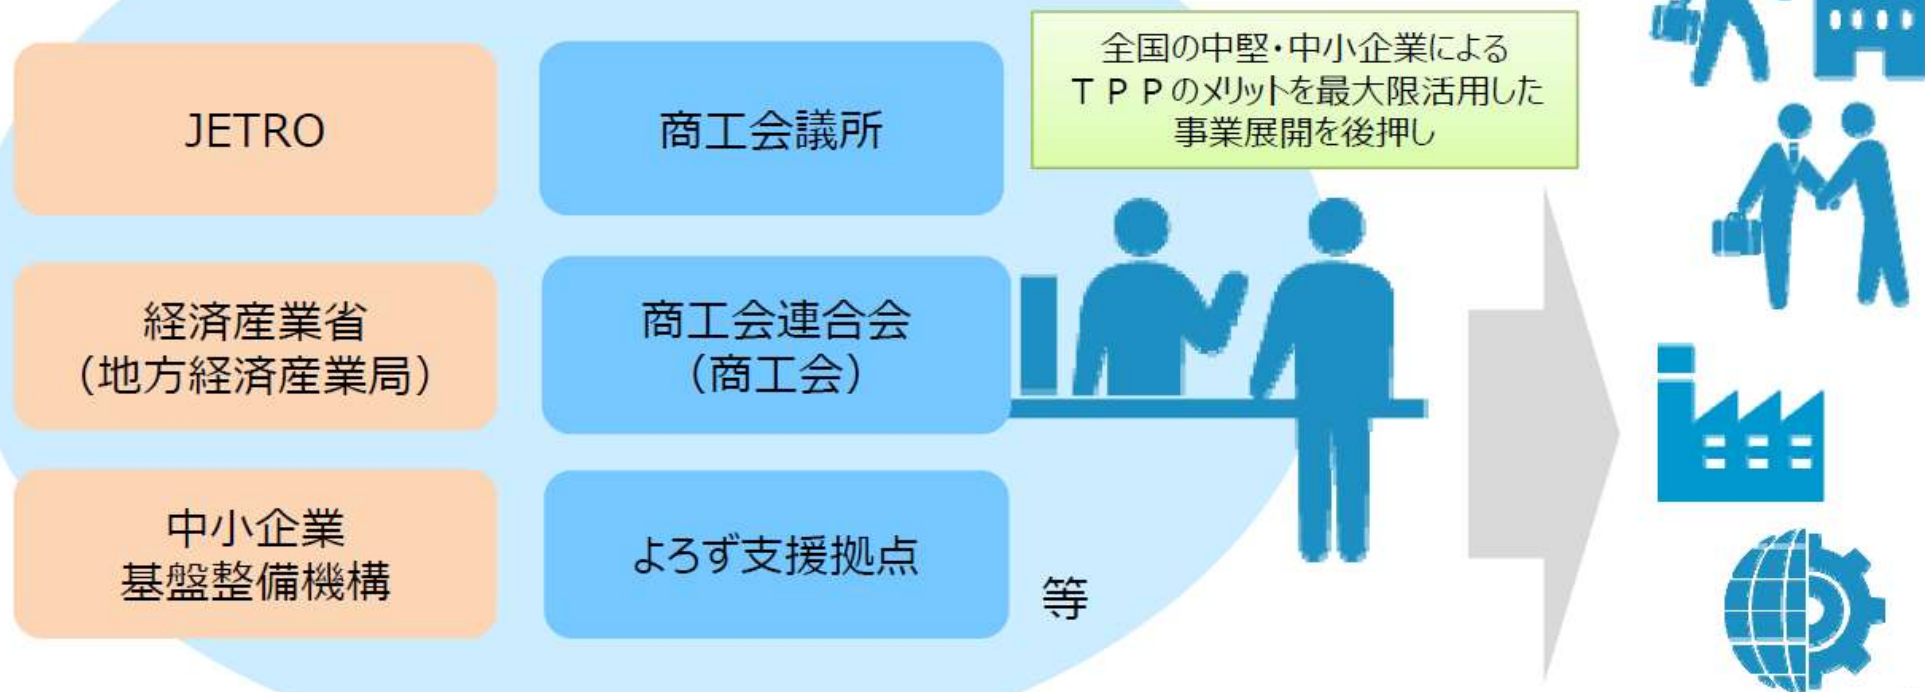 JETRO
商工会議所
全国の中堅・中小企業による
ＴＰＰのメリットを最大限活用した
事業展開を後押し
経済産業省
（地方経済産業局）
商工会連合会
（商工会）
中小企業
基盤整備機構
よろず支援拠点
等